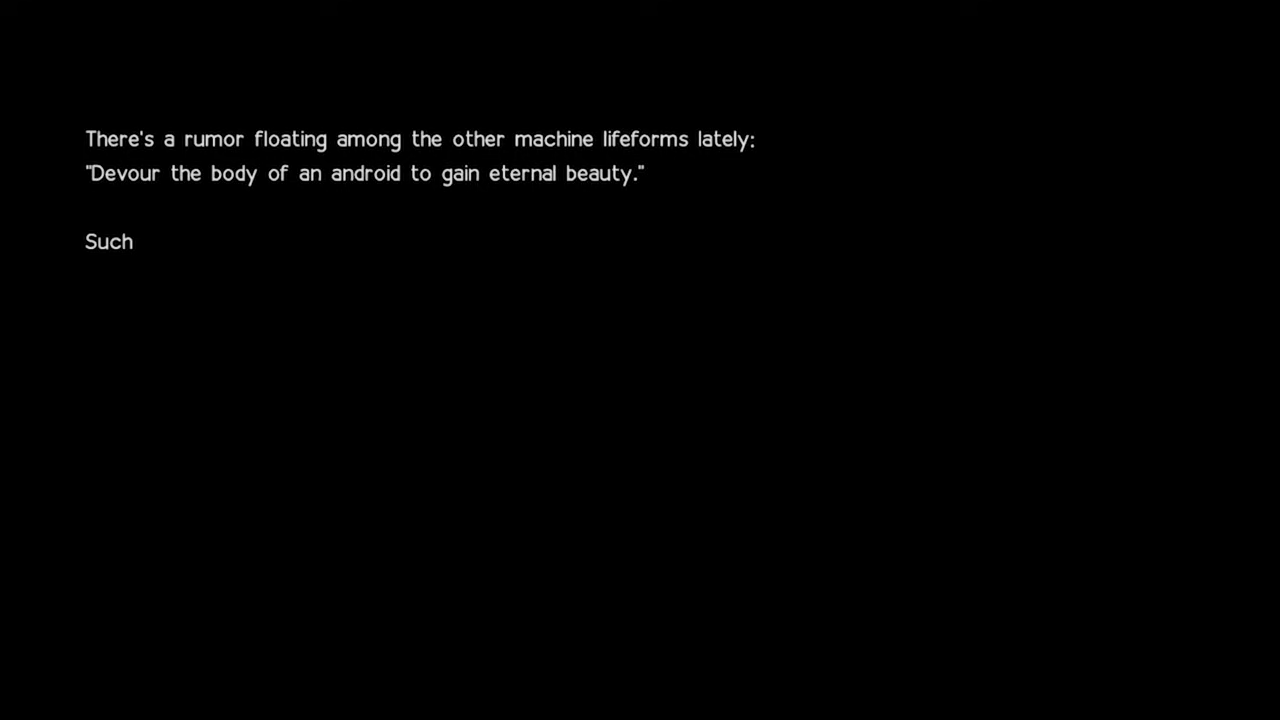 There's a rumor floating among the other machine lifeforms lately:
"Devour the body of an android to gain eternal beauty."
Such